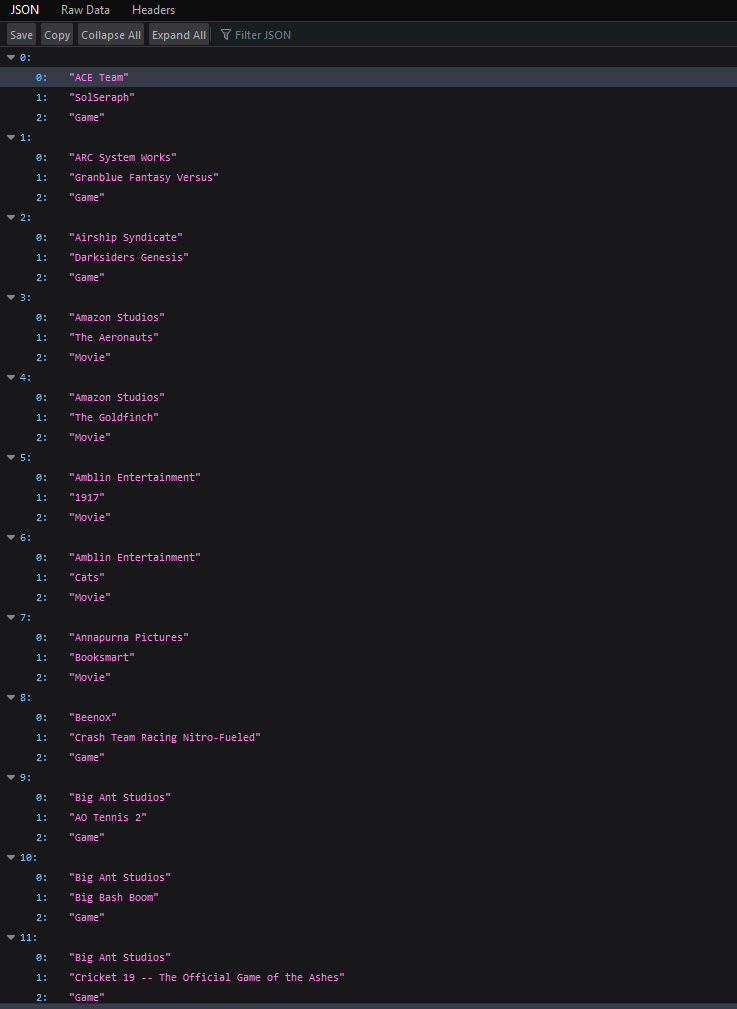 JSON Raw Data Headers
Save Copy Collapse All Expand All Filter JSON
0:
0: "ACE Team"
1: "SolSeraph"
2: "Game"
1:
0: "ARC System Works"
1: "Granblue Fantasy Versus"
2: "Game"
2:
0: "Airship Syndicate"
1: "Darksiders Genesis"
2: "Game"
3:
0: "Amazon Studios"
1: "The Aeronauts"
2: "Movie"
4:
0: "Amazon Studios"
1: "The Goldfinch"
2: "Movie"
5:
0: "Amblin Entertainment"
1: "1917"
2: "Movie"
6:
0: "Amblin Entertainment"
1: "Cats"
2: "Movie"
7:
0: "Annapurna Pictures"
1: "Booksmart"
2: "Movie"
8:
0: "Beenox"
1: "Crash Team Racing Nitro-Fueled"
2: "Game"
9:
0: "Big Ant Studios"
1: "AO Tennis 2"
2: "Game"
10:
0: "Big Ant Studios"
1: "Big Bash Boom"
2: "Game"
11:
0: "Big Ant Studios"
1: "Cricket 19 -- The Official Game of the Ashes"
2: "Game"